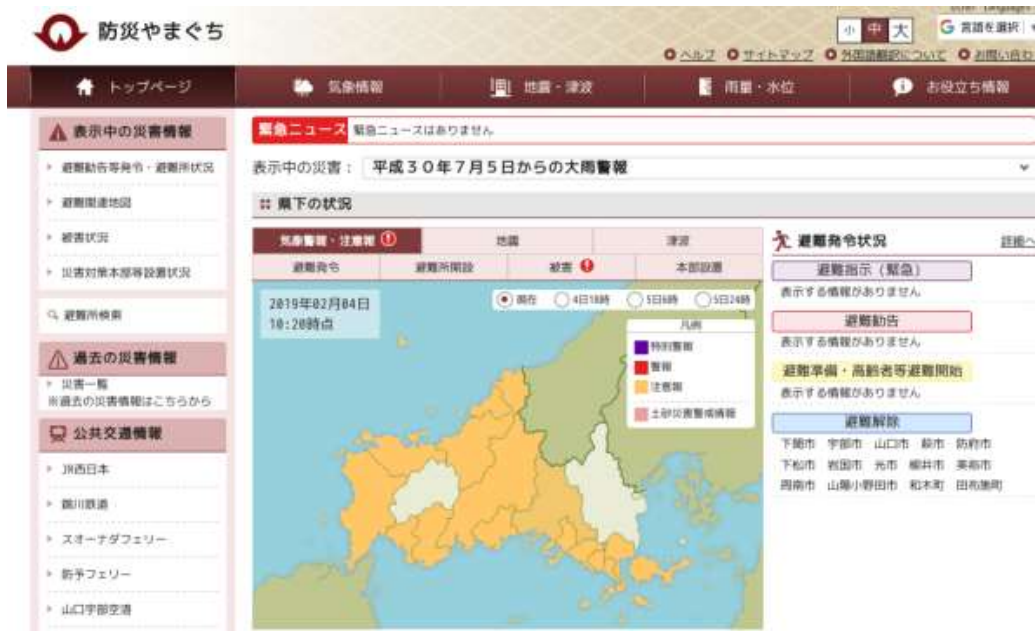 防災やまぐち
小 中 大
G 言語を選択
ヘルプ サイトマップ 外国語翻訳について お問い合わ
トップページ 気象情報 地震・津波 雨量・水位 お役立ち情報
表示中の災害情報
避難勧告等発令・避難所状況
避難関連地図
被害状況
災害対策本部等設置状況
避難所検索
過去の災害情報
災害一覧
※過去の災害情報はこちらから
公共交通情報
JR西日本
錦川鉄道
スオーナダフェリー
防予フェリー
山口宇部空港
緊急ニュース 緊急ニュースはありません
表示中の災害： 平成３０年７月５日からの大雨警報
県下の状況
気象警報・注意報 地震 津波
避難発令 避難所開設 被害 本部設置
2019年02月04日
10:20時点
現在 4日18時 5日6時 5日24時
凡例
特別警報
警報
注意報
土砂災害警戒情報
避難発令状況 詳細へ
避難指示（緊急）
表示する情報がありません
避難勧告
表示する情報がありません
避難準備・高齢者等避難開始
表示する情報がありません
避難解除
下関市 宇部市 山口市 萩市 防府市
下松市 岩国市 光市 柳井市 美祢市
周南市 山陽小野田市 和木町 田布施町